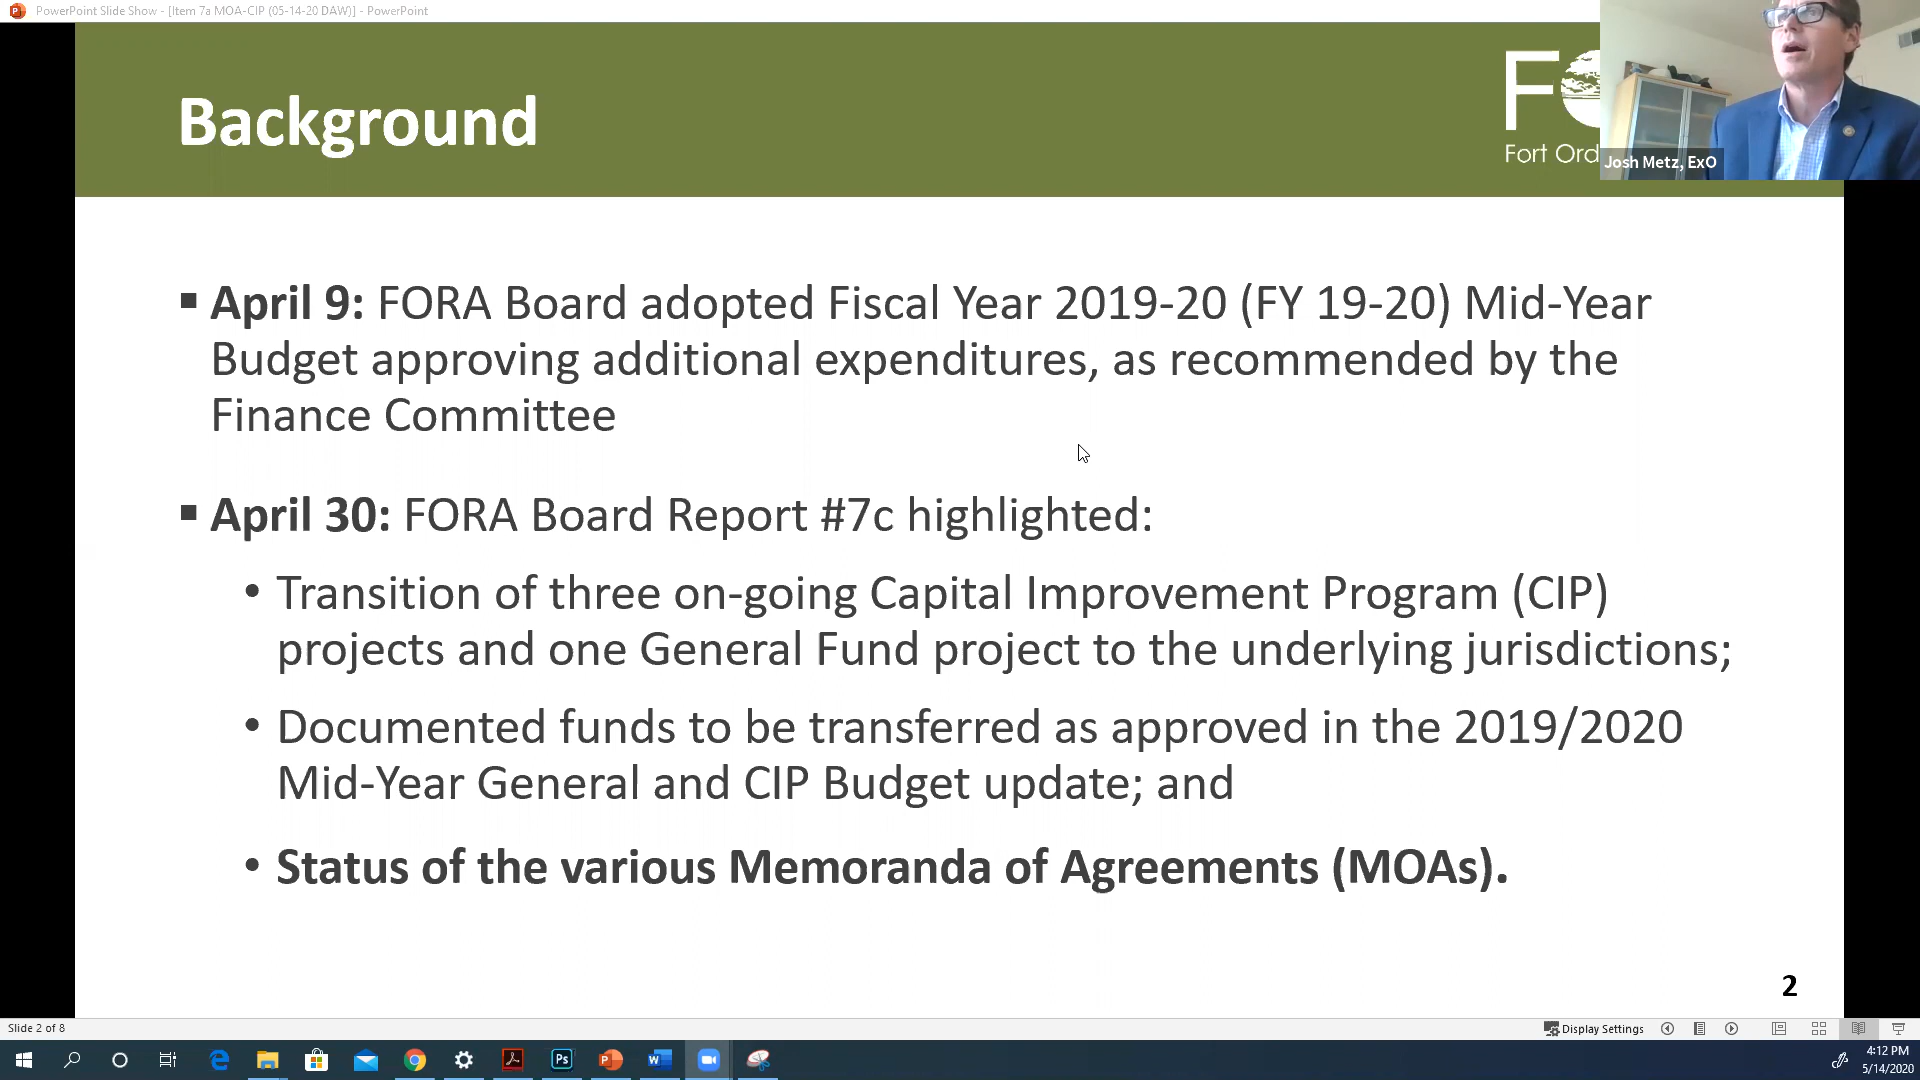 PowerPoint Slide Show - [Item 7a MOA-CIP (05-14-20 DAW)] - PowerPoint
Background
Fort Ord
Josh Metz, ExO
▪ April 9: FORA Board adopted Fiscal Year 2019-20 (FY 19-20) Mid-Year
Budget approving additional expenditures, as recommended by the
Finance Committee
▪ April 30: FORA Board Report #7c highlighted:
• Transition of three on-going Capital Improvement Program (CIP)
projects and one General Fund project to the underlying jurisdictions;
• Documented funds to be transferred as approved in the 2019/2020
Mid-Year General and CIP Budget update; and
• Status of the various Memoranda of Agreements (MOAs).
2
Slide 2 of 8
Display Settings
4:12 PM
5/14/2020